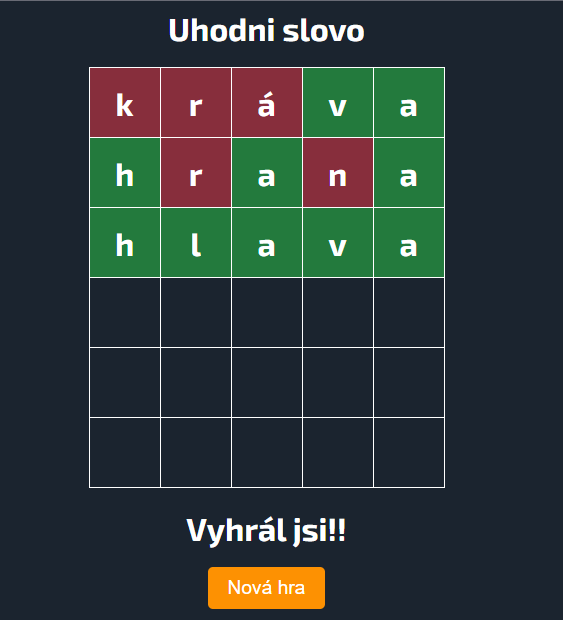 Uhodni slovo
k r á v a
h r a n a
h l a v a
Vyhrál jsi!!
Nová hra